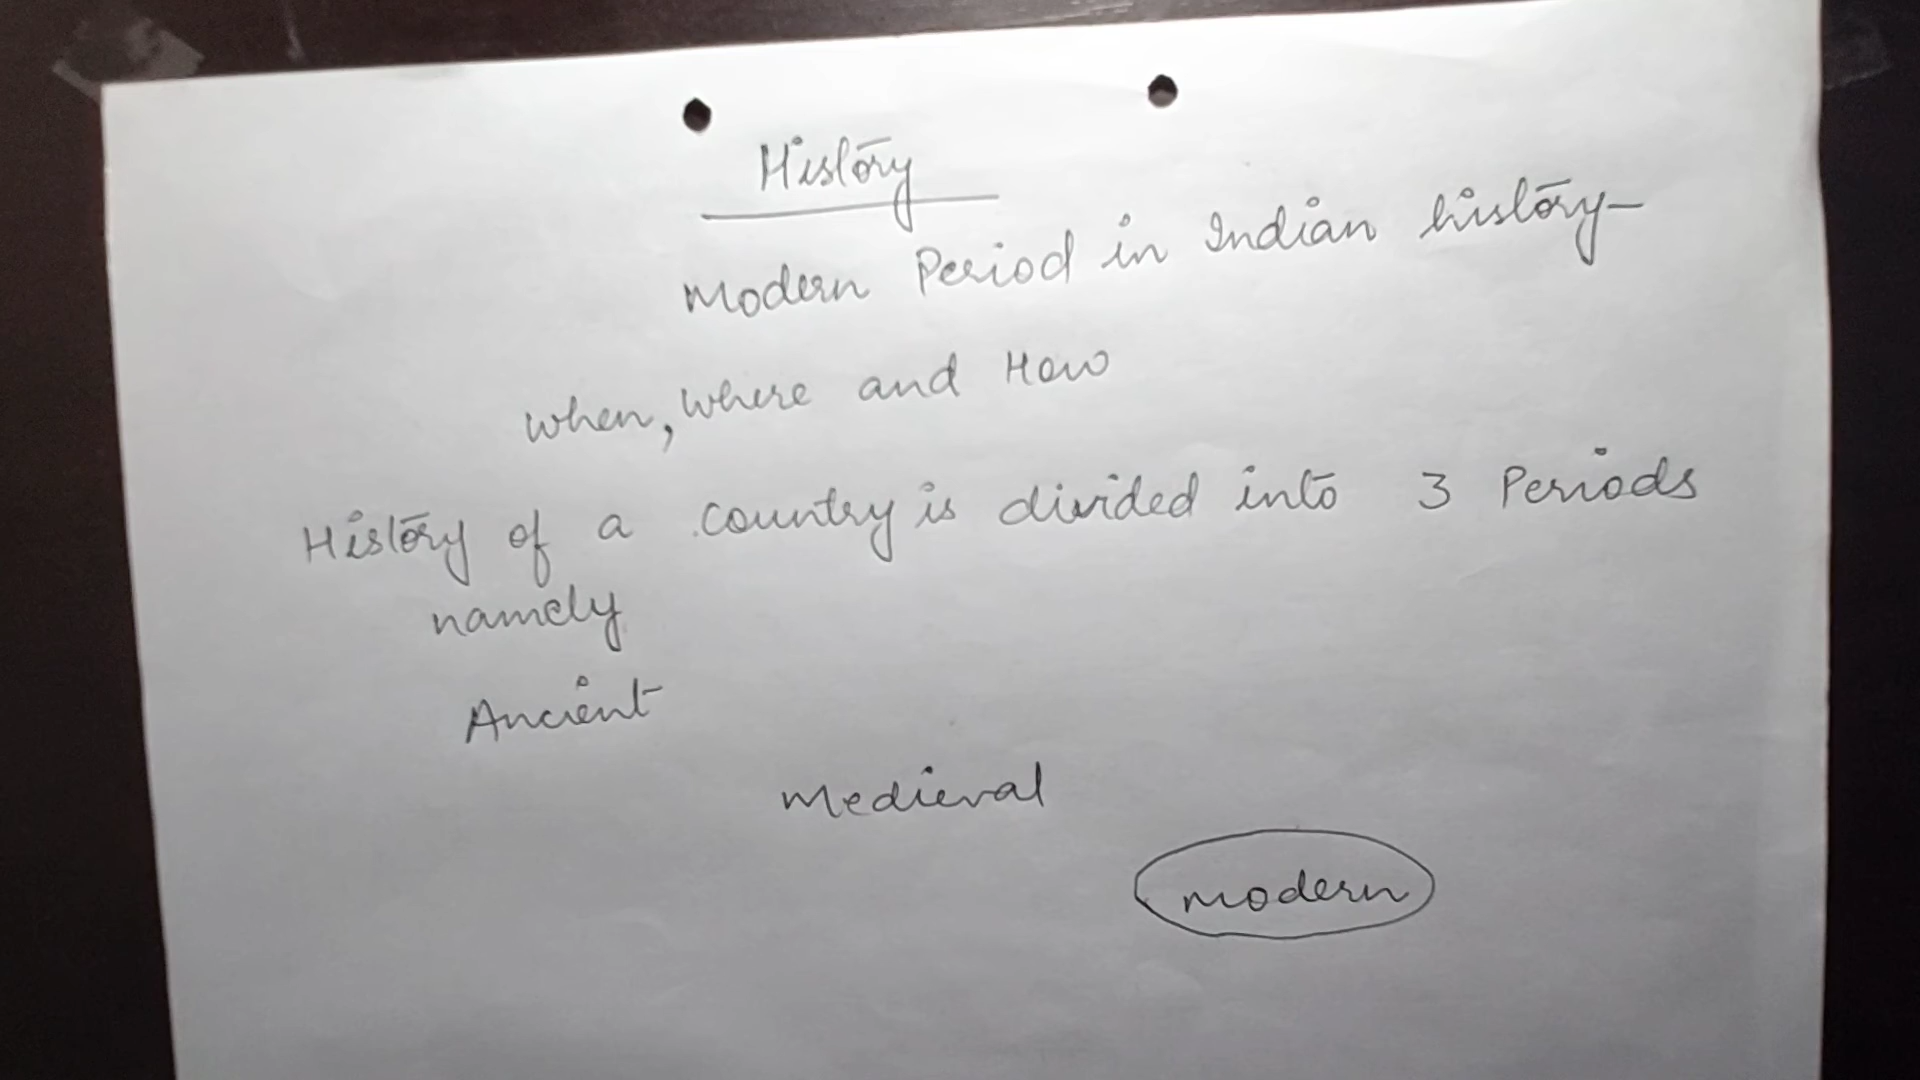 History
Modern Period in Indian history-
when, where and How
History of a country is divided into 3 Periods
namely
Ancient
Medieval
modern